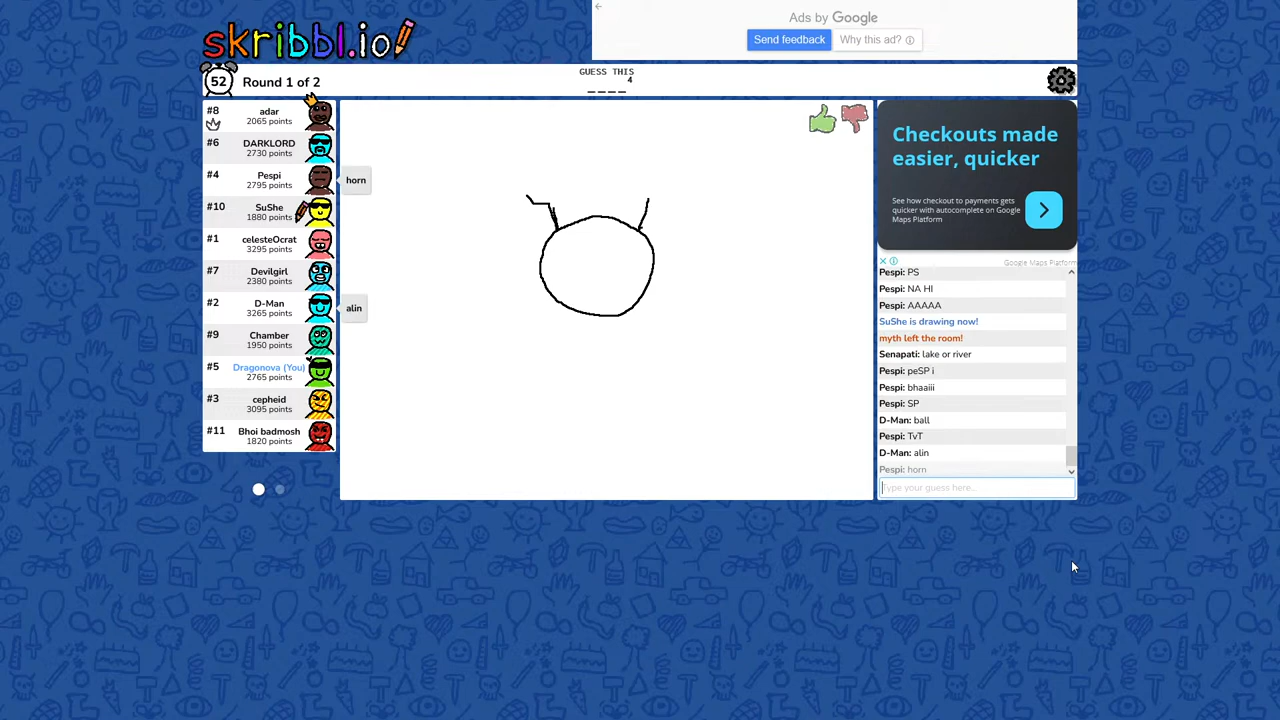 skribbl.io
Ads by Google
Send feedback
Why this ad?
52
Round 1 of 2
GUESS THIS
4
_ _ _ _
#8
adar
2065 points
#6
DARKLORD
2730 points
#4
Pespi
2795 points
horn
#10
SuShe
1880 points
#1
celesteOcrat
3295 points
#7
Devilgirl
2380 points
#2
D-Man
3265 points
alin
#9
Chamber
1950 points
#5
Dragonova (You)
2765 points
#3
cepheid
3095 points
#11
Bhoi badmosh
1820 points
Checkouts made
easier, quicker
See how checkout to payments gets
quicker with autocomplete on Google
Maps Platform
Google Maps Platform
Pespi: PS
Pespi: NA HI
Pespi: AAAAA
SuShe is drawing now!
myth left the room!
Senapati: lake or river
Pespi: peSP i
Pespi: bhaaiii
Pespi: SP
D-Man: ball
Pespi: TvT
D-Man: alin
Pespi: horn
Type your guess here...